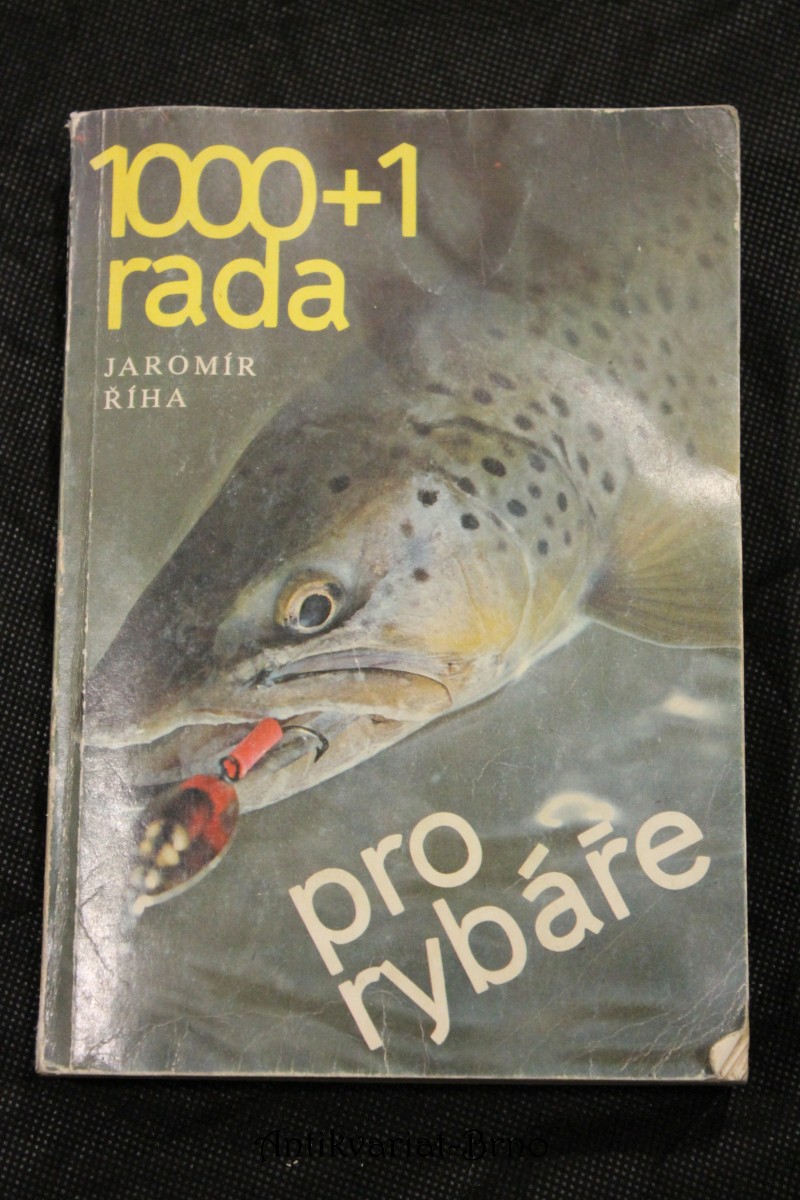 1000+1
rada
JAROMÍR
ŘÍHA
pro
rybáře
Antikvariat-Brno